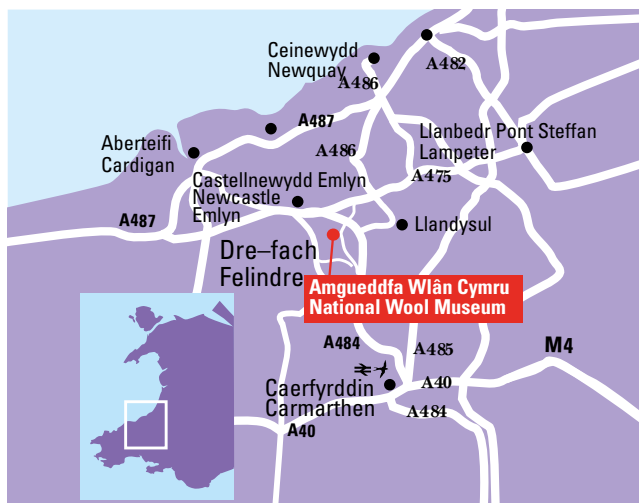 Ceinewydd
Newquay
A486
A482
A487
Aberteifi
Cardigan
A486
Llanbedr Pont Steffan
Lampeter
A475
Castellnewydd Emlyn
Newcastle
Emlyn
A487
Llandysul
Dre–fach
Felindre
Amgueddfa Wlân Cymru
National Wool Museum
A484
A485
M4
Caerfyrddin
Carmarthen
A40
A484
A40